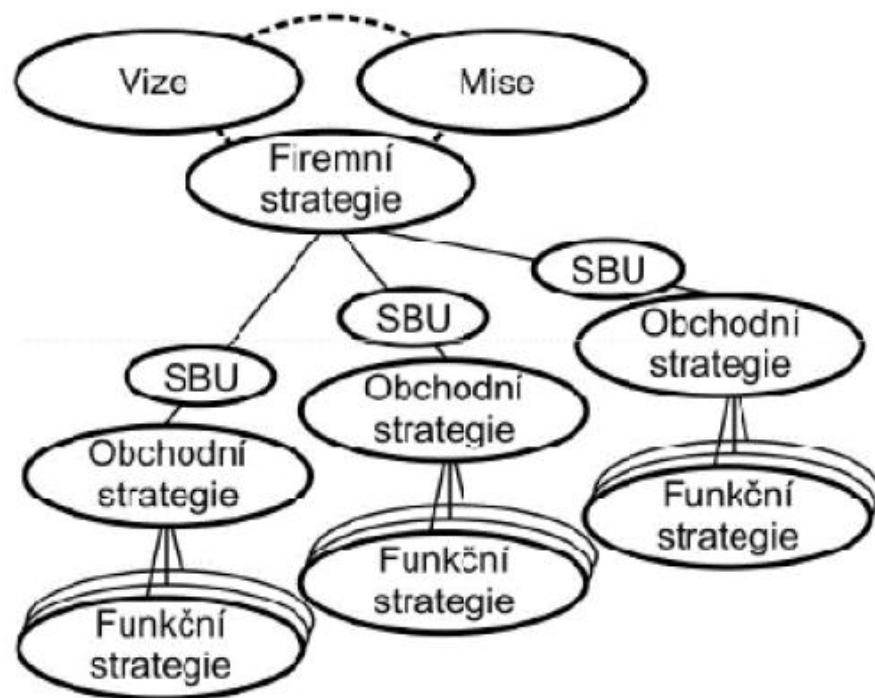 Vize
Mise
Firemní
strategie
SBU
SBU
SBU
Obchodní
strategie
Obchodní
strategie
Obchodní
strategie
Funkční
strategie
Funkční
strategie
Funkční
strategie